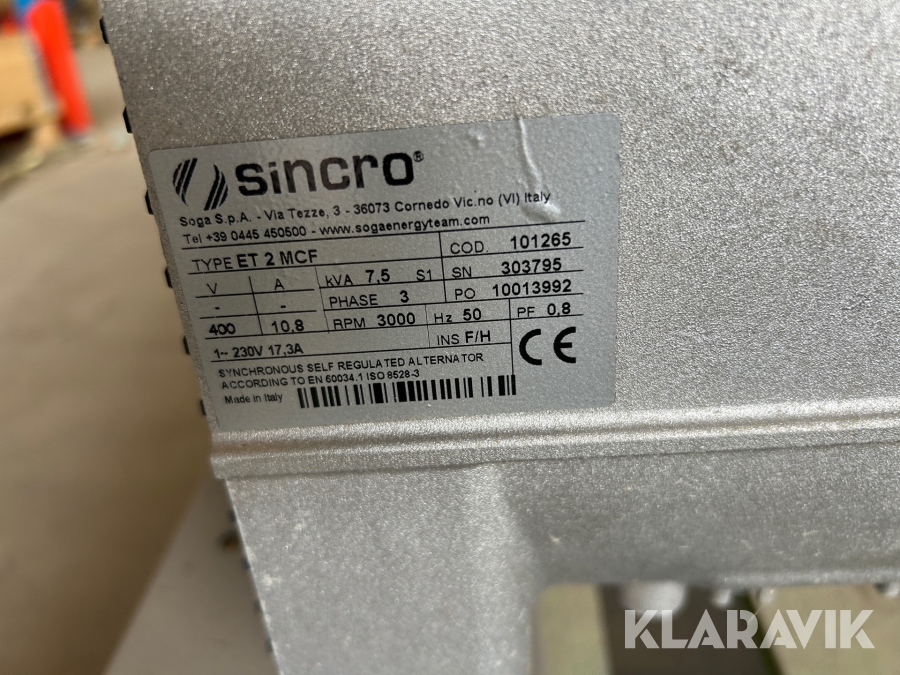 sincro®
Soga S.p.A. - Via Tezze, 3 - 36073 Cornedo Vic.no (VI) Italy
Tel +39 0445 450500 - www.sogaenergyteam.com
TYPE ET 2 MCF COD. 101265
V A kVA 7,5 S1 SN 303795
- - PHASE 3 PO 10013992
400 10,8 RPM 3000 Hz 50 PF 0,8
1~ 230V 17,3A INS F/H
CE
SYNCHRONOUS SELF REGULATED ALTERNATOR
ACCORDING TO EN 60034.1 ISO 8528-3
Made in Italy
KLARAVIK